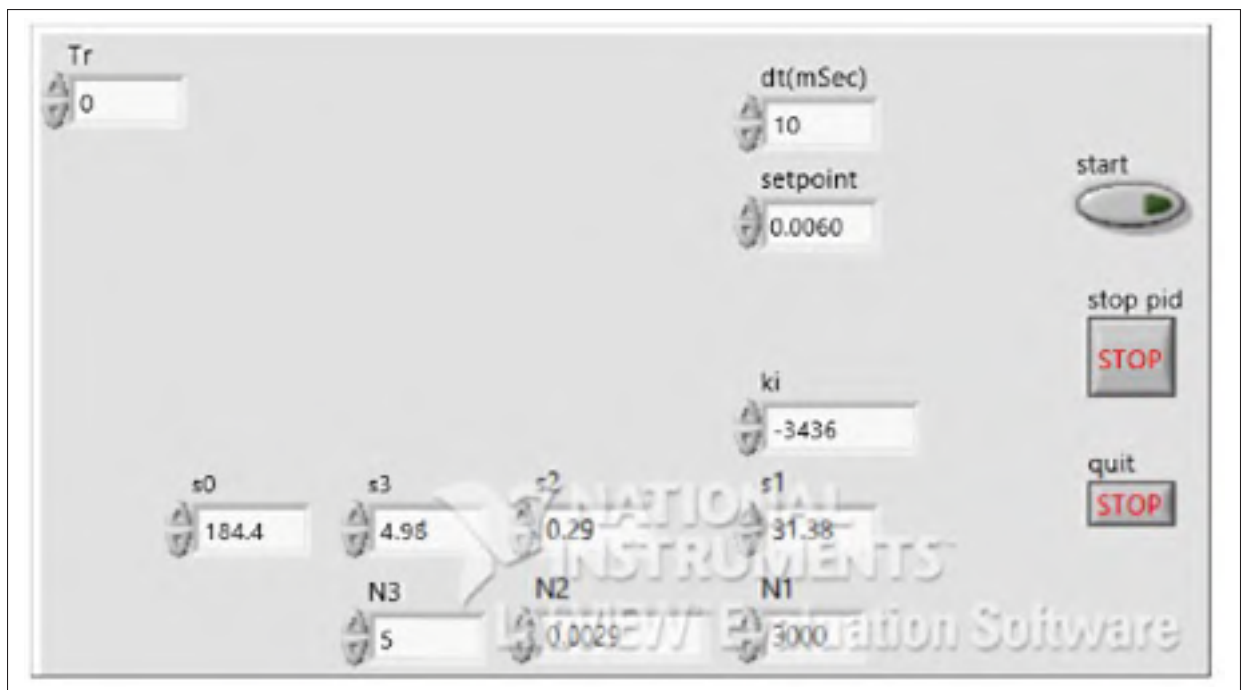 Tr
0
dt(mSec)
10
setpoint
0.0060
start
stop pid
STOP
ki
-3436
quit
STOP
s0
184.4
s3
4.98
s2
0.29
s1
31.38
NATIONAL
INSTRUMENTS
N3
5
N2
0.0029
N1
3000
LabVIEW Evaluation Software